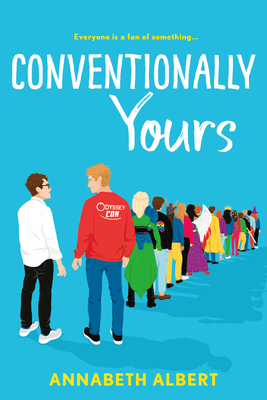 Everyone is a fan of something...
CONVENTIONALLY
Yours
ODYSSEY
CON
ANNABETH ALBERT